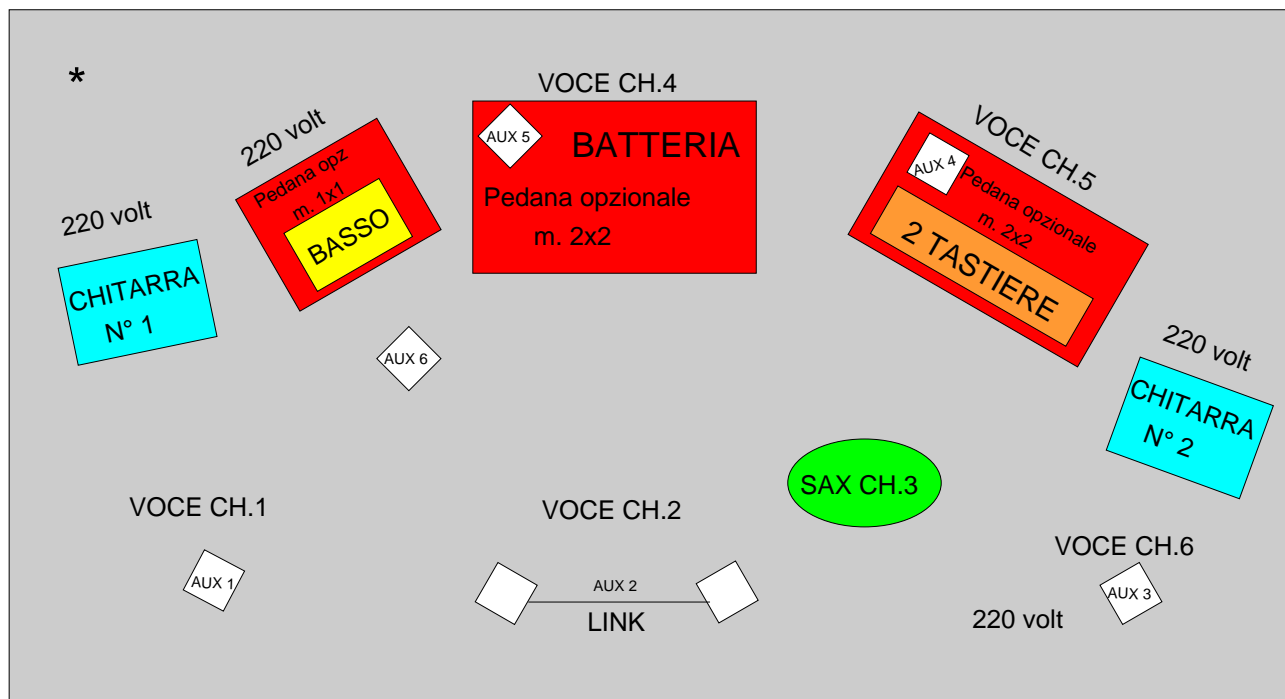 *
VOCE CH.4
220 volt
Pedana opz
m. 1x1
BASSO
AUX 5
BATTERIA
Pedana opzionale
m. 2x2
VOCE CH.5
AUX 4
Pedana opzionale
m. 2x2
2 TASTIERE
220 volt
CHITARRA
N° 1
AUX 6
220 volt
CHITARRA
N° 2
SAX CH.3
VOCE CH.1
VOCE CH.2
VOCE CH.6
AUX 1
AUX 2
LINK
AUX 3
220 volt